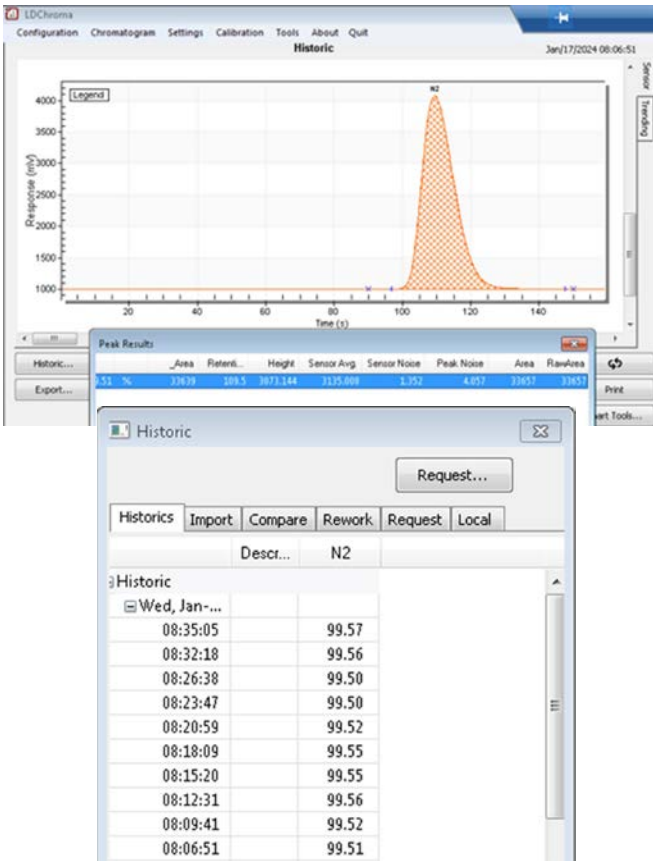 LDChroma
Configuration Chromatogram Settings Calibration Tools About Quit
Historic
Jan/17/2024 08:06:51
Sensor
Trending
Legend
N2
Response (mV)
4000
3500
3000
2500
2000
1500
1000
20 40 60 80 100 120 140
Time (s)
Historic...
Export...
Print
Peak Results
_Area Retenti... Height Sensor Avg Sensor Noise Peak Noise Area RawArea
.51 % 33639 109.5 3073.144 3135.008 1.352 4.057 33657 33657
Historic
Request...
Historics Import Compare Rework Request Local
Descr... N2
Historic
Wed, Jan-...
08:35:05 99.57
08:32:18 99.56
08:26:38 99.50
08:23:47 99.50
08:20:59 99.52
08:18:09 99.55
08:15:20 99.55
08:12:31 99.56
08:09:41 99.52
08:06:51 99.51